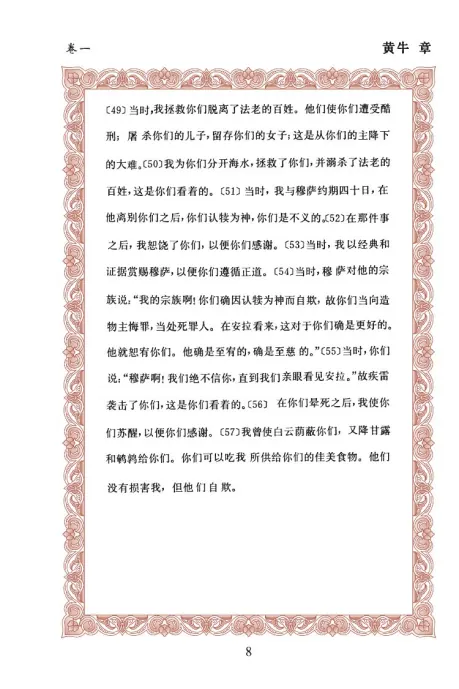 卷一
黄牛 章
〔49〕当时,我拯救你们脱离了法老的百姓。他们使你们遭受酷
刑; 屠 杀你们的儿子,留存你们的女子;这是从你们的主降下
的大难。〔50〕我为你们分开海水,拯救了你们,并溺杀了法老的
百姓,这是你们看着的。〔51〕当时,我与穆萨约期四十日,在
他离别你们之后,你们认犊为神,你们是不义的。〔52〕在那件事
之后,我恕饶了你们,以便你们感谢。〔53〕当时,我以经典和
证据赏赐穆萨,以便你们遵循正道。〔54〕当时,穆 萨对他的宗
族说:“我的宗族啊!你们确因认犊为神而自欺,故你们当向造
物主悔罪,当处死罪人。在安拉看来,这对于你们确是更好的。
他就恕宥你们。他确是至宥的,确是至慈 的。”〔55〕当时,你们
说:“穆萨啊!我们绝不信你,直到我们亲眼看见安拉。”故疾雷
袭击了你们,这是你们看着的。〔56〕 在你们晕死之后,我使你
们苏醒,以便你们感谢。〔57〕我曾使白云荫蔽你们, 又降甘露
和鹌鹑给你们。你们可以吃我 所供给你们的佳美食物。他们
没有损害我, 但他 们 自 欺。
8